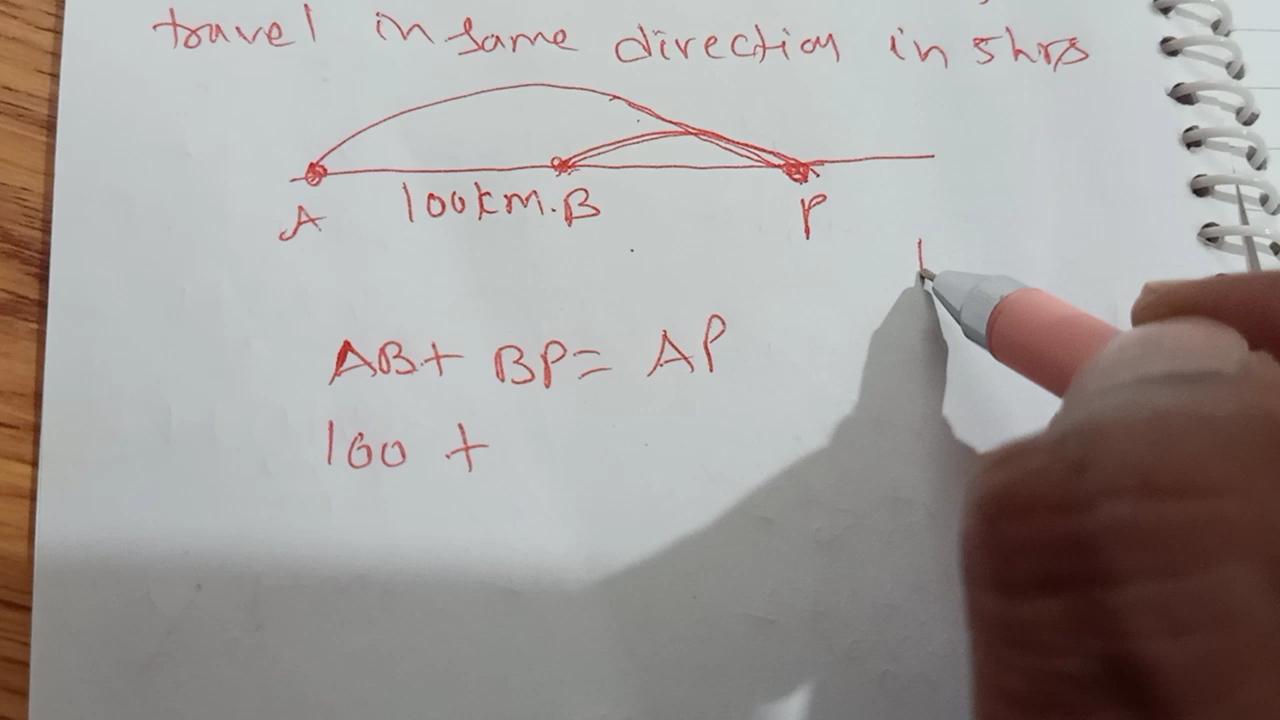 travel in same direction in 5hrs
A 100km. B P
AB+ BP= AP
100 +